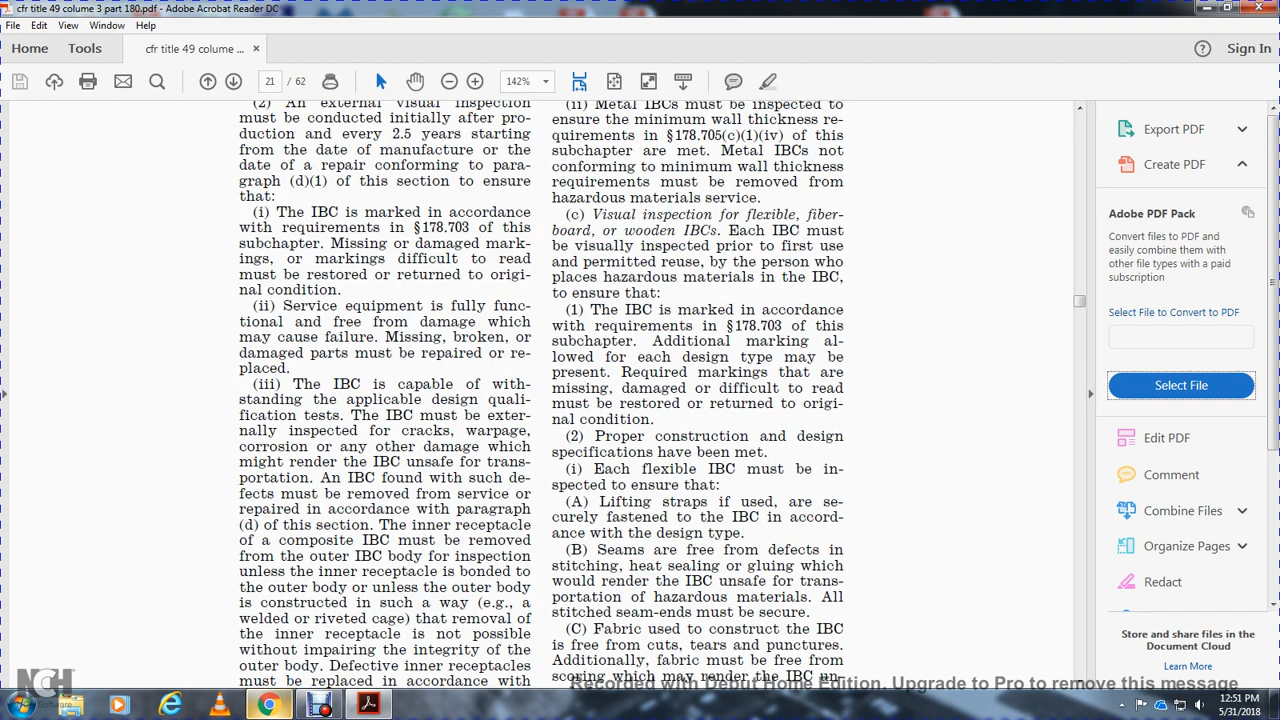 cfr title 49 colume 3 part 180.pdf - Adobe Acrobat Reader DC
File Edit View Window Help
Home Tools cfr title 49 colume ... × Sign In
21 / 62 142%
(2) An external visual inspection
must be conducted initially after pro-
duction and every 2.5 years starting
from the date of manufacture or the
date of a repair conforming to para-
graph (d)(1) of this section to ensure
that:
(i) The IBC is marked in accordance
with requirements in §178.703 of this
subchapter. Missing or damaged mark-
ings, or markings difficult to read
must be restored or returned to origi-
nal condition.
(ii) Service equipment is fully func-
tional and free from damage which
may cause failure. Missing, broken, or
damaged parts must be repaired or re-
placed.
(iii) The IBC is capable of with-
standing the applicable design quali-
fication tests. The IBC must be exter-
nally inspected for cracks, warpage,
corrosion or any other damage which
might render the IBC unsafe for trans-
portation. An IBC found with such de-
fects must be removed from service or
repaired in accordance with paragraph
(d) of this section. The inner receptacle
of a composite IBC must be removed
from the outer IBC body for inspection
unless the inner receptacle is bonded to
the outer body or unless the outer body
is constructed in such a way (e.g., a
welded or riveted cage) that removal of
the inner receptacle is not possible
without impairing the integrity of the
outer body. Defective inner receptacles
must be replaced in accordance with
(ii) Metal IBCs must be inspected to
ensure the minimum wall thickness re-
quirements in §178.705(c)(1)(iv) of this
subchapter are met. Metal IBCs not
conforming to minimum wall thickness
requirements must be removed from
hazardous materials service.
(c) Visual inspection for flexible, fiber-
board, or wooden IBCs. Each IBC must
be visually inspected prior to first use
and permitted reuse, by the person who
places hazardous materials in the IBC,
to ensure that:
(1) The IBC is marked in accordance
with requirements in §178.703 of this
subchapter. Additional marking al-
lowed for each design type may be
present. Required markings that are
missing, damaged or difficult to read
must be restored or returned to origi-
nal condition.
(2) Proper construction and design
specifications have been met.
(i) Each flexible IBC must be in-
spected to ensure that:
(A) Lifting straps if used, are se-
curely fastened to the IBC in accord-
ance with the design type.
(B) Seams are free from defects in
stitching, heat sealing or gluing which
would render the IBC unsafe for trans-
portation of hazardous materials. All
stitched seam-ends must be secure.
(C) Fabric used to construct the IBC
is free from cuts, tears and punctures.
Additionally, fabric must be free from
scoring which may render the IBC un-
Export PDF
Create PDF
Adobe PDF Pack
Convert files to PDF and
easily combine them with
other file types with a paid
subscription
Select File to Convert to PDF
Select File
Edit PDF
Comment
Combine Files
Organize Pages
Redact
Store and share files in the
Document Cloud
Learn More
NCH Software
Recorded with Debut Home Edition. Upgrade to Pro to remove this message
12:51 PM
5/31/2018